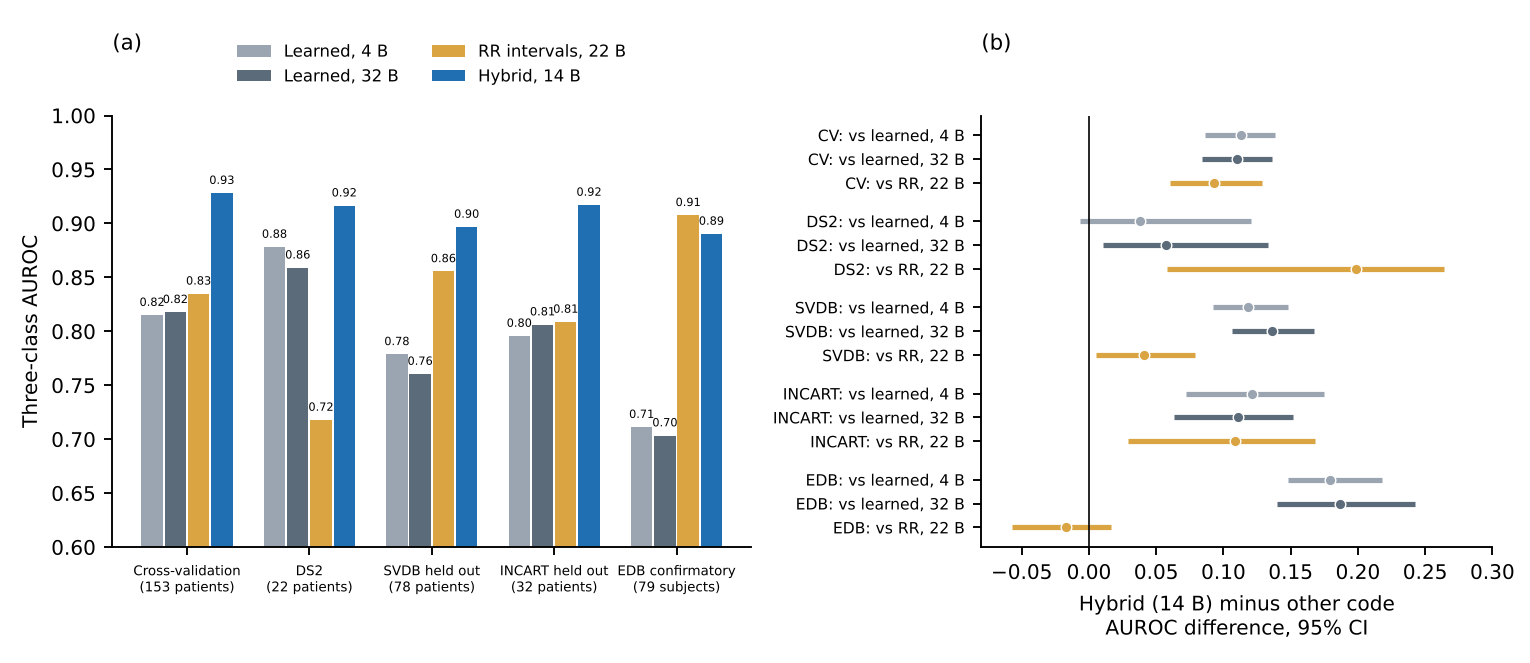 (a)
Learned, 4 B
Learned, 32 B
RR intervals, 22 B
Hybrid, 14 B
Three-class AUROC
1.00
0.95
0.90
0.85
0.80
0.75
0.70
0.65
0.60
0.82
0.82
0.83
0.93
0.88
0.86
0.72
0.92
0.78
0.76
0.86
0.90
0.80
0.81
0.81
0.92
0.71
0.70
0.91
0.89
Cross-validation
(153 patients)
DS2
(22 patients)
SVDB held out
(78 patients)
INCART held out
(32 patients)
EDB confirmatory
(79 subjects)
(b)
CV: vs learned, 4 B
CV: vs learned, 32 B
CV: vs RR, 22 B
DS2: vs learned, 4 B
DS2: vs learned, 32 B
DS2: vs RR, 22 B
SVDB: vs learned, 4 B
SVDB: vs learned, 32 B
SVDB: vs RR, 22 B
INCART: vs learned, 4 B
INCART: vs learned, 32 B
INCART: vs RR, 22 B
EDB: vs learned, 4 B
EDB: vs learned, 32 B
EDB: vs RR, 22 B
−0.05
0.00
0.05
0.10
0.15
0.20
0.25
0.30
Hybrid (14 B) minus other code
AUROC difference, 95% CI